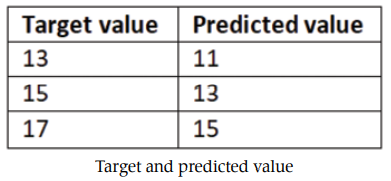 Target value Predicted value
13 11
15 13
17 15
Target and predicted value